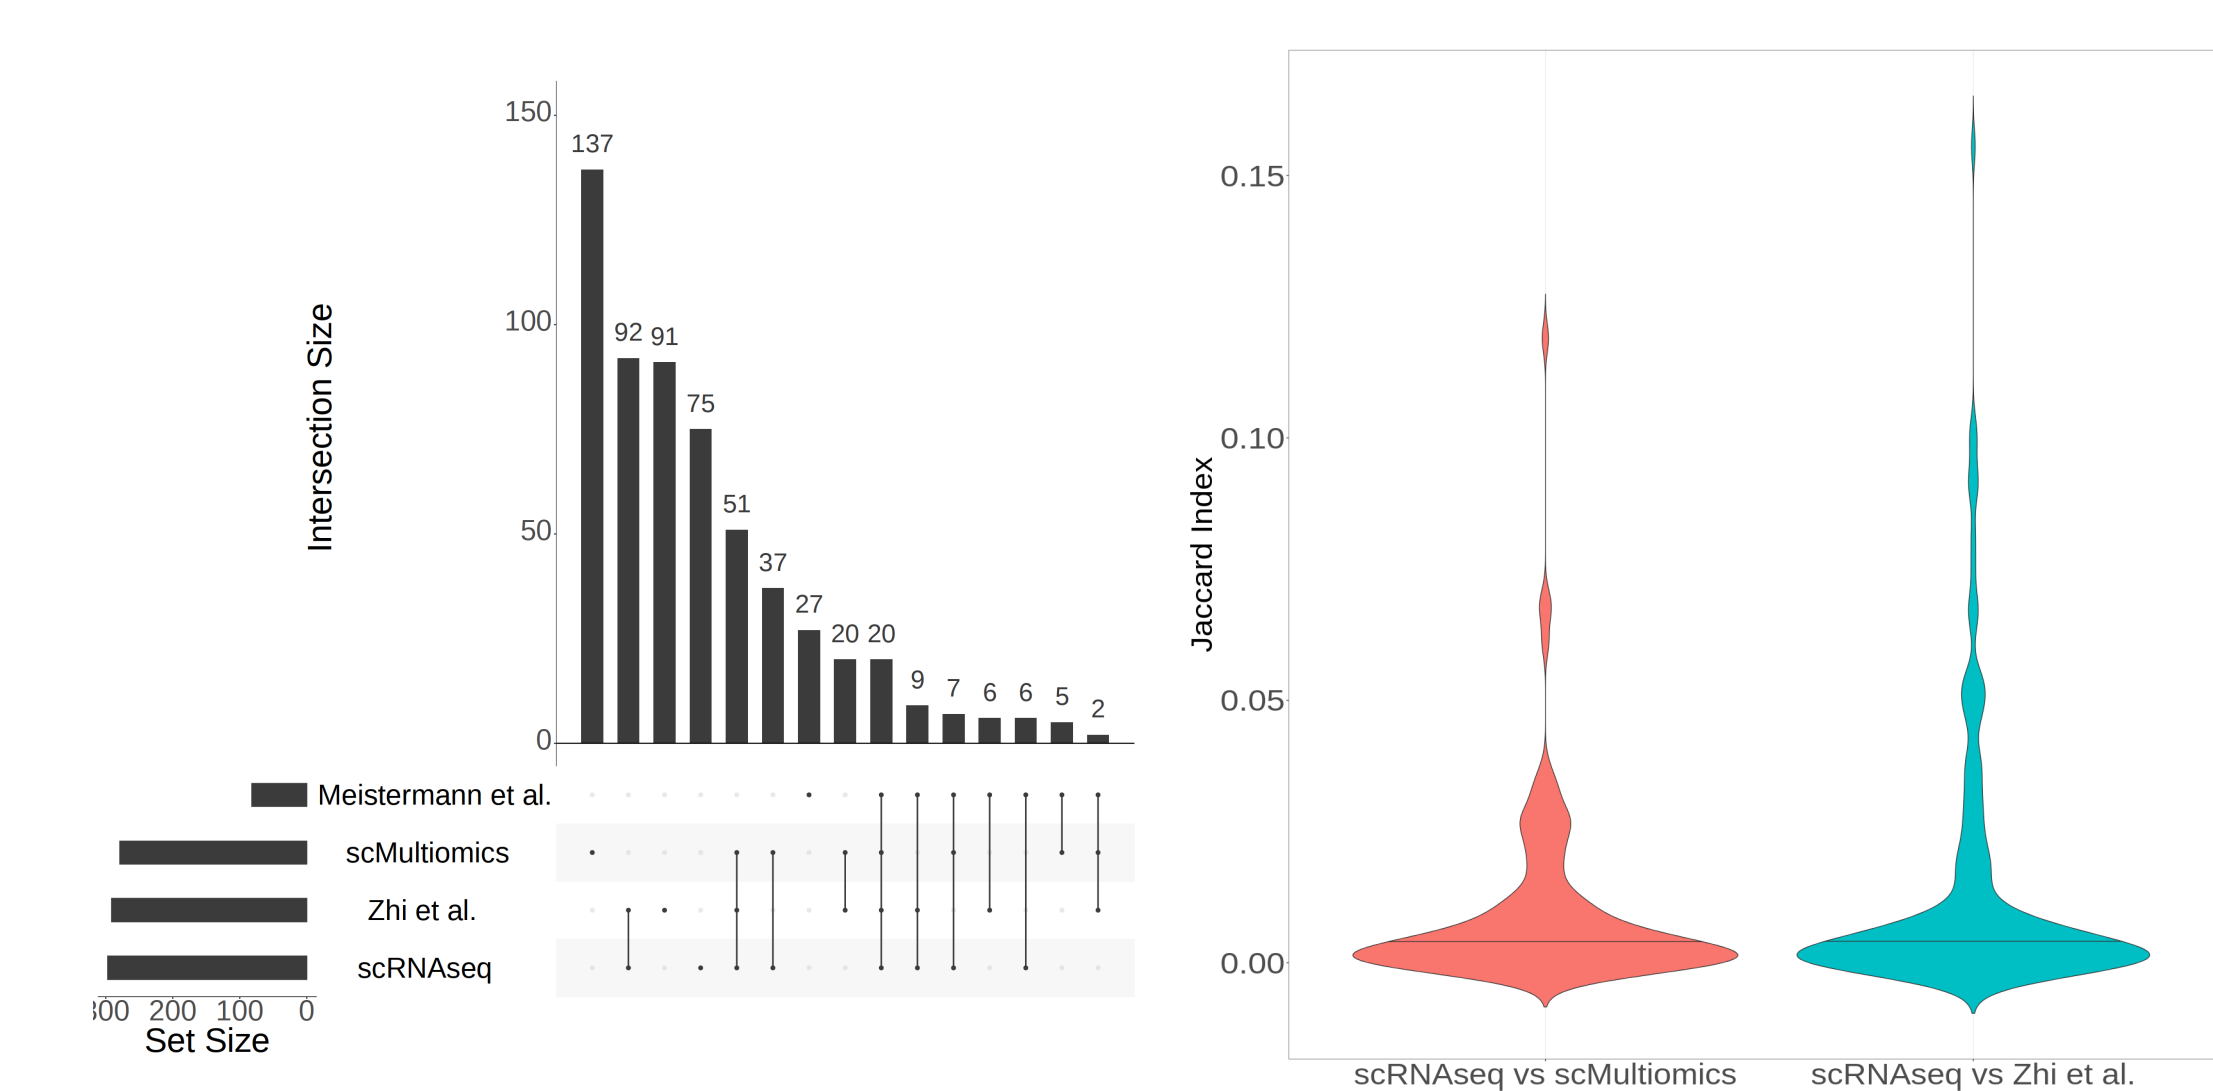 150
137
100
92 91
75
51
50
37
27
20 20
9
7
6
6
5
2
0
Intersection Size
Meistermann et al.
scMultiomics
Zhi et al.
scRNAseq
200
100
0
Set Size
0.15
0.10
0.05
0.00
Jaccard Index
scRNAseq vs scMultiomics
scRNAseq vs Zhi et al.